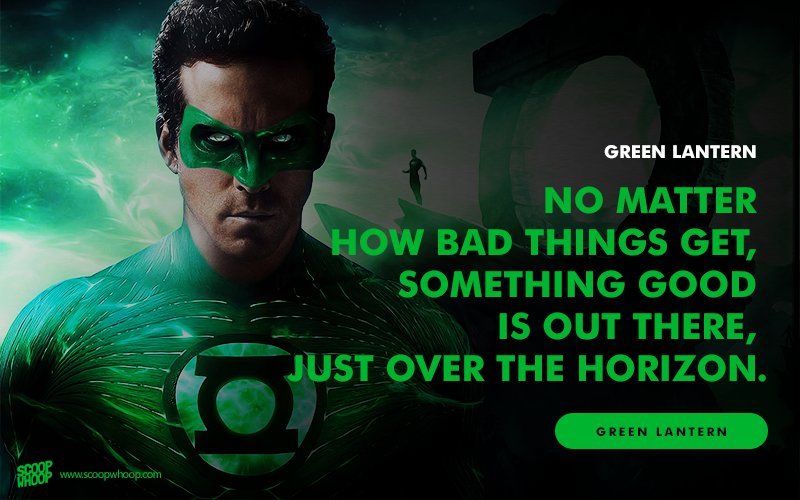 GREEN LANTERN
NO MATTER
HOW BAD THINGS GET,
SOMETHING GOOD
IS OUT THERE,
JUST OVER THE HORIZON.
GREEN LANTERN
SCOOP
WHOOP
www.scoopwhoop.com